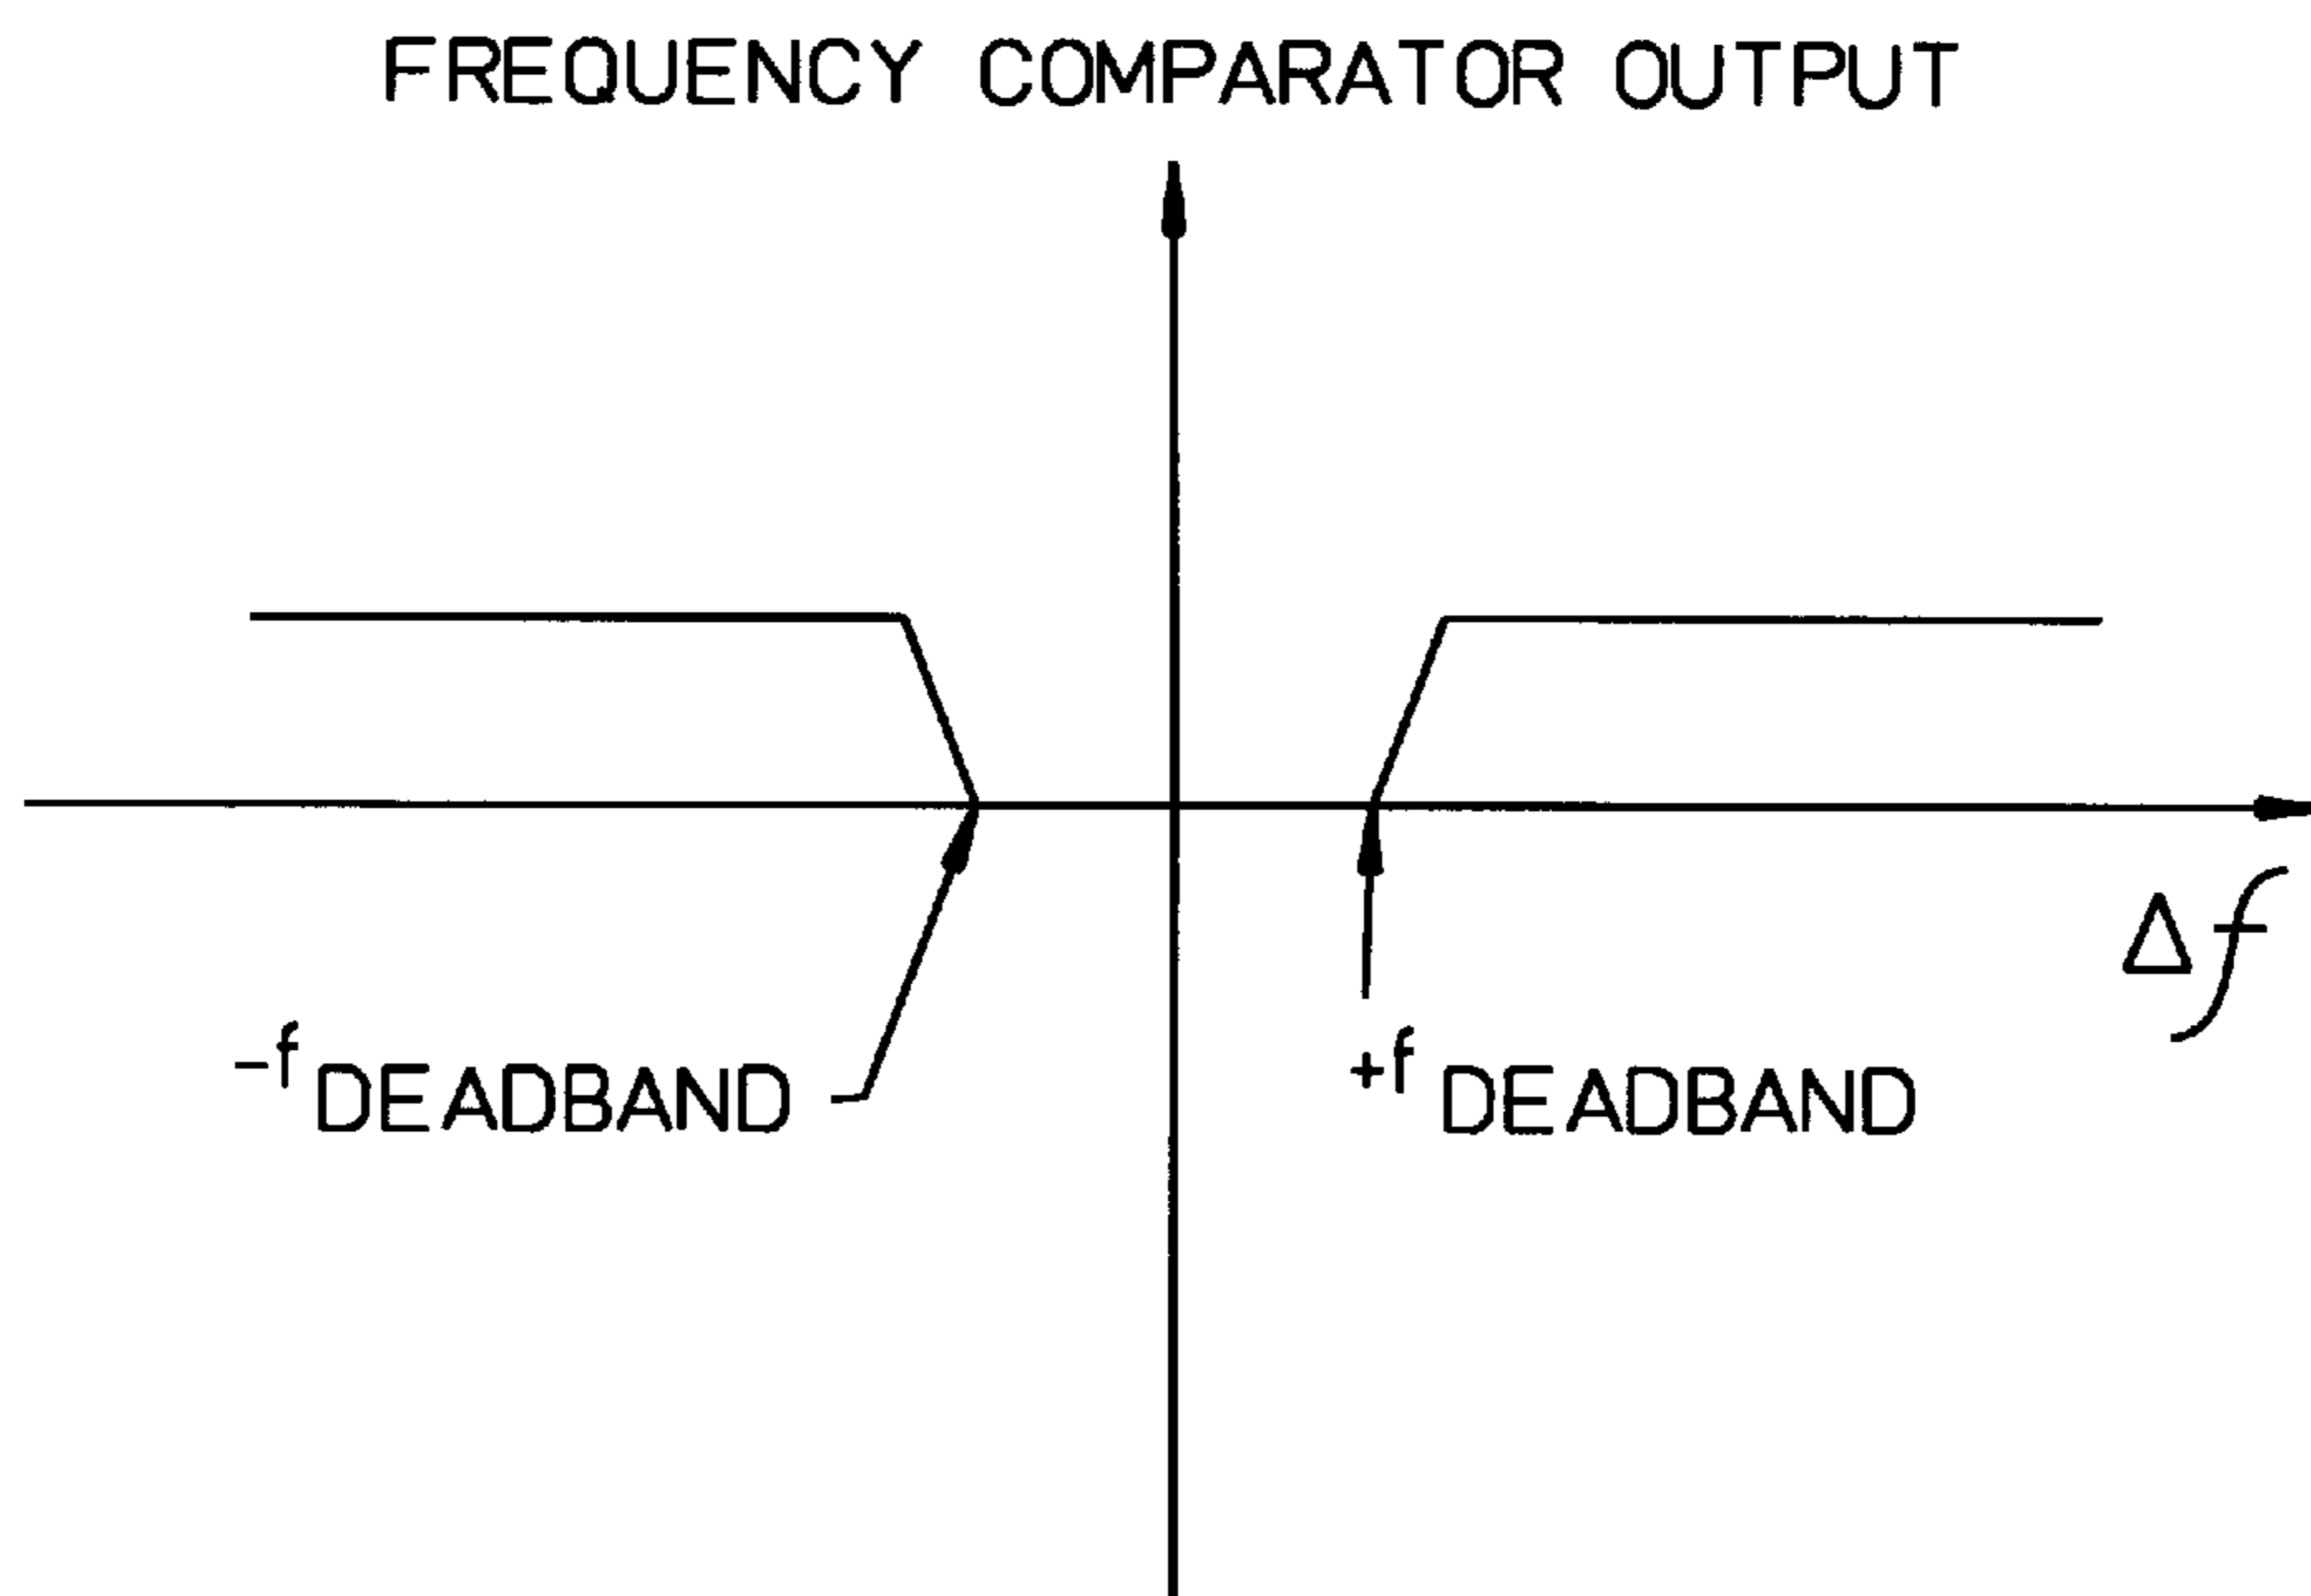 FREQUENCY COMPARATOR OUTPUT
Δf
-f DEADBAND
+f DEADBAND